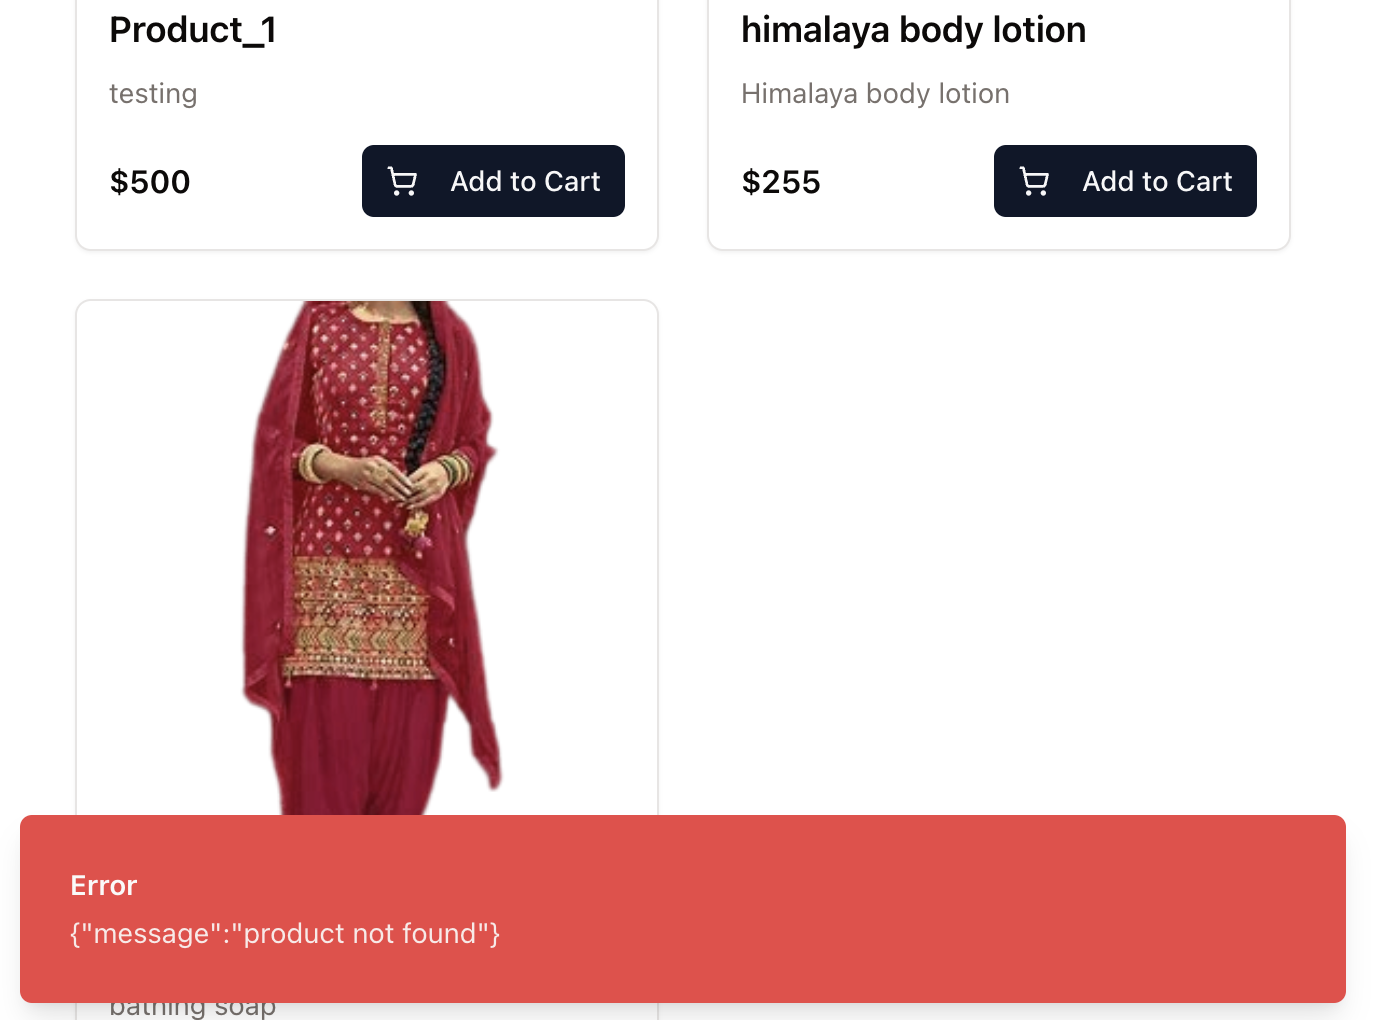 Product_1
testing
$500
Add to Cart
himalaya body lotion
Himalaya body lotion
$255
Add to Cart
Error
{"message":"product not found"}
bathing soap